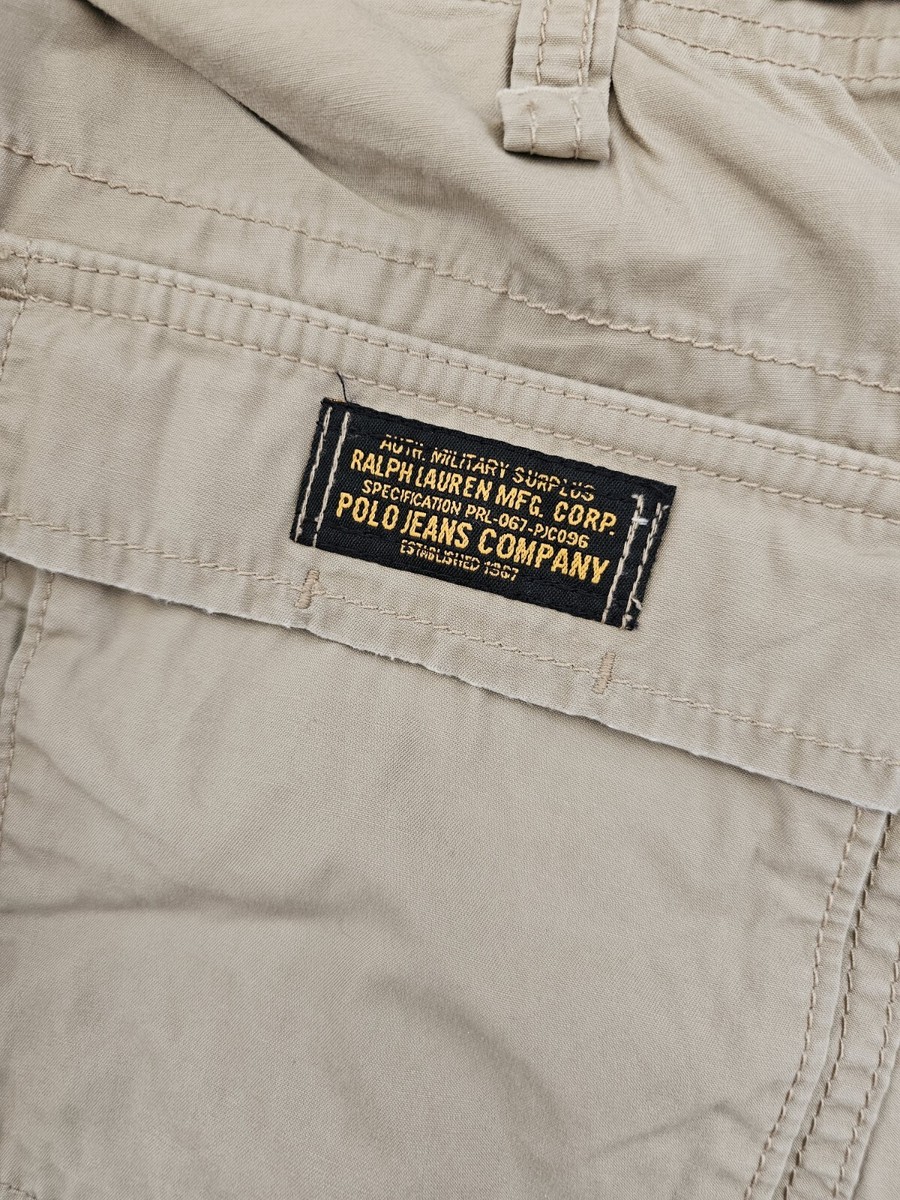 AUTH. MILITARY SURPLUS
RALPH LAUREN MFG. CORP.
SPECIFICATION PRL-067-PJC096
POLO JEANS COMPANY
ESTABLISHED 1967